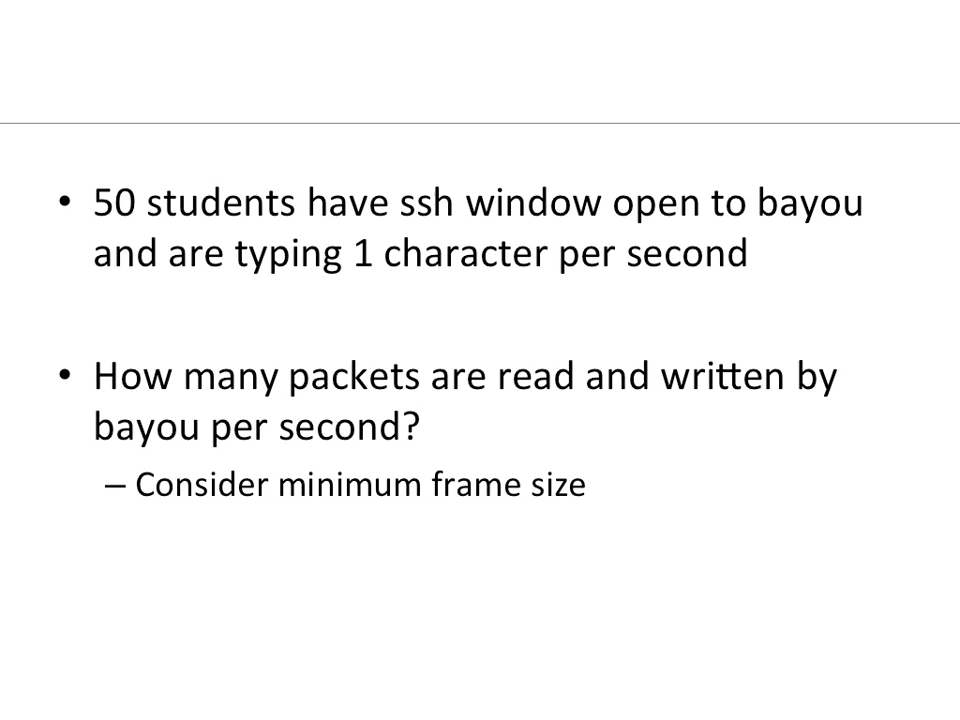 • 50 students have ssh window open to bayou
and are typing 1 character per second
• How many packets are read and written by
bayou per second?
– Consider minimum frame size